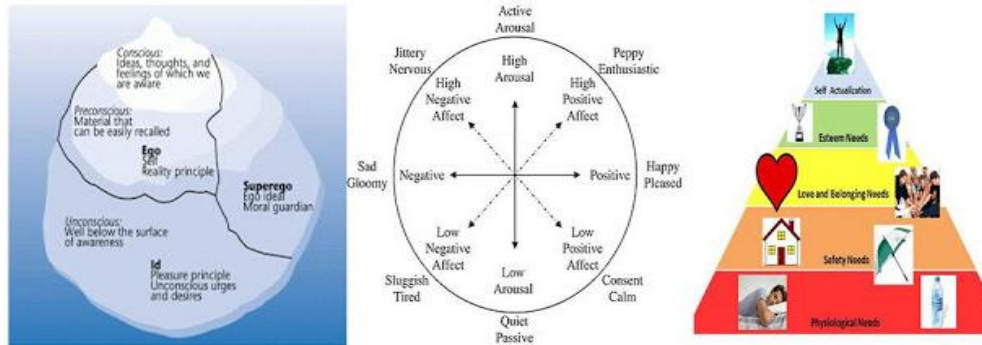 Conscious:
Ideas, thoughts, and
feelings of which we
are aware
Preconscious:
Material that
can be easily recalled
Ego
Self
Reality principle
Superego
Ego ideal
Moral guardian
Unconscious:
Well below the surface
of awareness
Id
Pleasure principle
Unconscious urges
and desires
Active
Arousal
Jittery
Nervous
High
Arousal
Peppy
Enthusiastic
High
Negative
Affect
High
Positive
Affect
Sad
Gloomy
Negative
Positive
Happy
Pleased
Low
Negative
Affect
Low
Positive
Affect
Sluggish
Tired
Low
Arousal
Consent
Calm
Quiet
Passive
Self Actualization
Esteem Needs
Love and Belonging Needs
Safety Needs
Physiological Needs